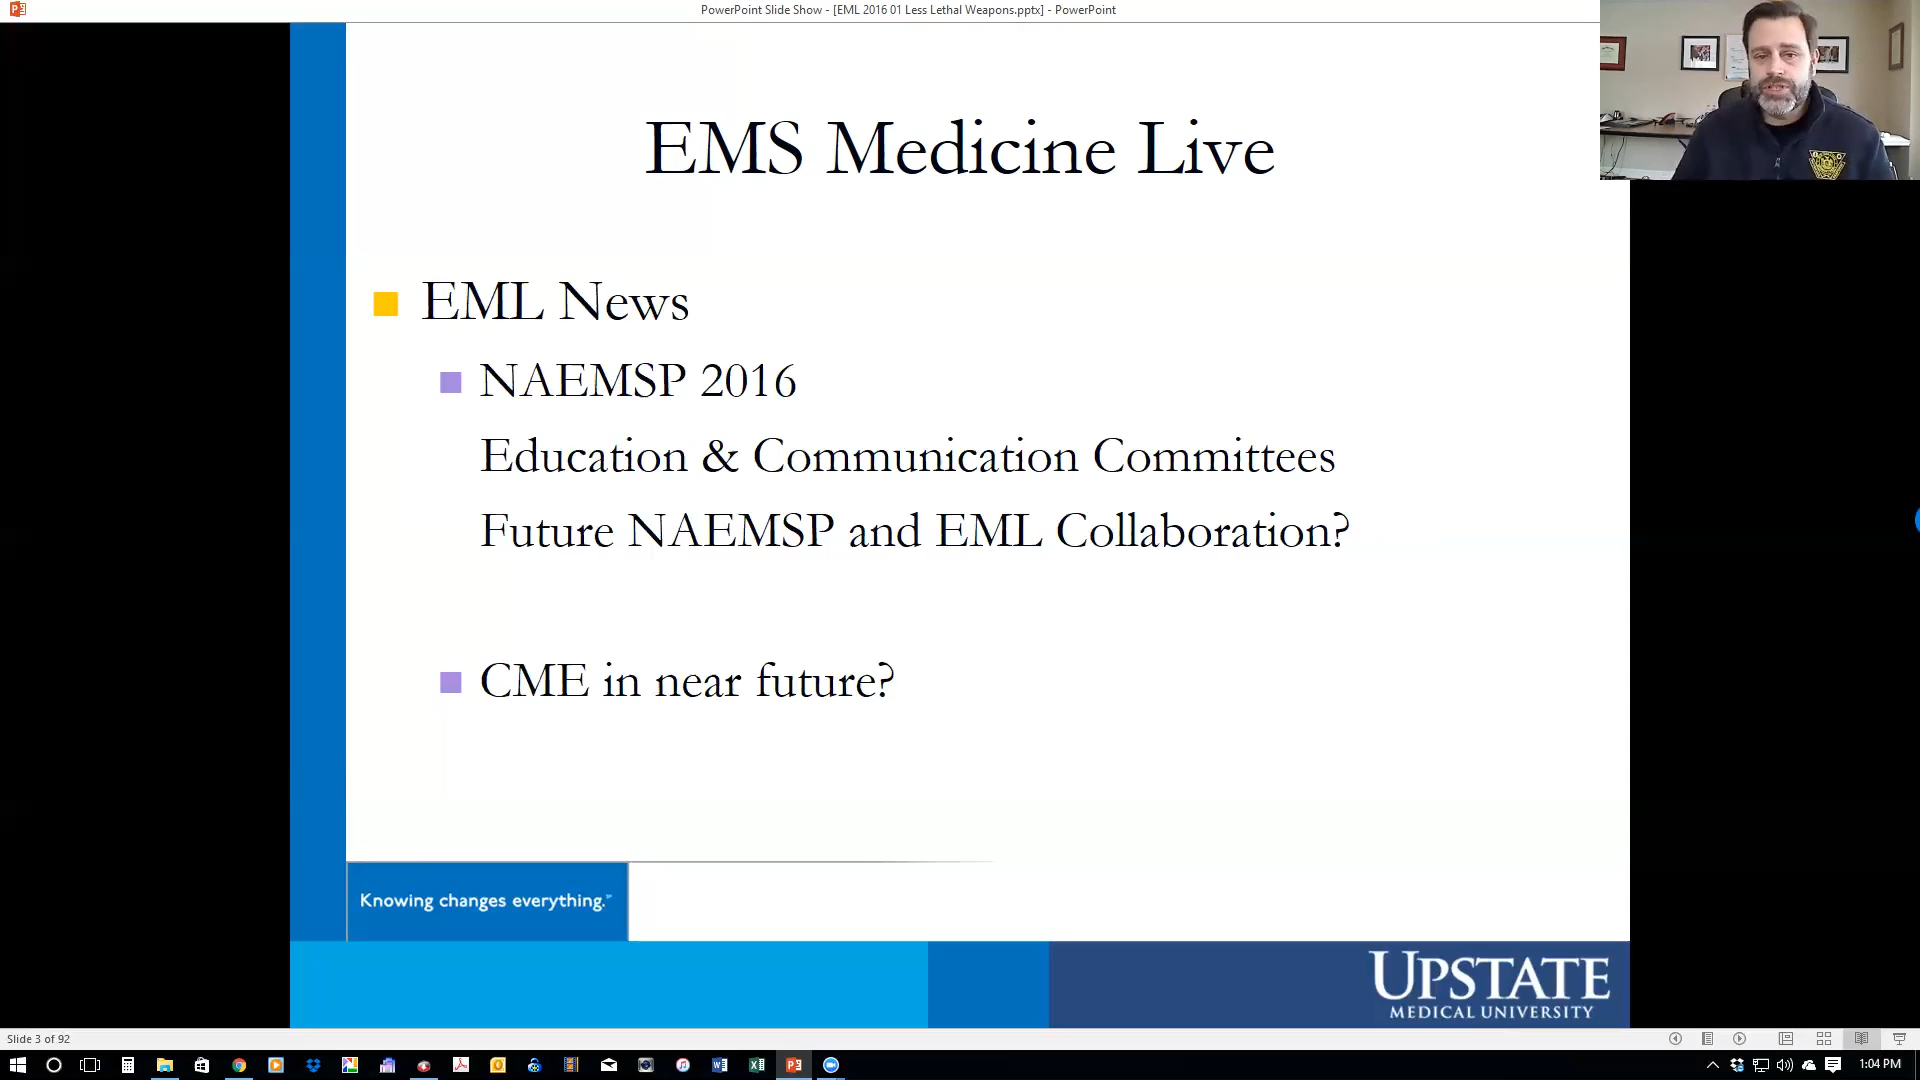 PowerPoint Slide Show - [EML 2016 01 Less Lethal Weapons.pptx] - PowerPoint
EMS Medicine Live
EML News
NAEMSP 2016
Education & Communication Committees
Future NAEMSP and EML Collaboration?
CME in near future?
Knowing changes everything.
UPSTATE
MEDICAL UNIVERSITY
Slide 3 of 92
1:04 PM